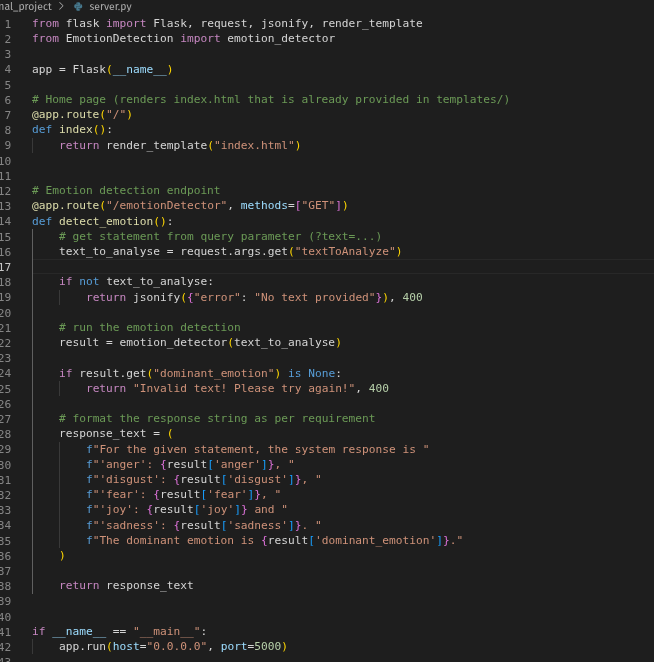 nal_project > server.py
1 from flask import Flask, request, jsonify, render_template
2 from EmotionDetection import emotion_detector
3
4 app = Flask(__name__)
5
6 # Home page (renders index.html that is already provided in templates/)
7 @app.route("/")
8 def index():
9     return render_template("index.html")
10
11
12 # Emotion detection endpoint
13 @app.route("/emotionDetector", methods=["GET"])
14 def detect_emotion():
15     # get statement from query parameter (?text=...)
16     text_to_analyse = request.args.get("textToAnalyze")
17
18     if not text_to_analyse:
19         return jsonify({"error": "No text provided"}), 400
20
21     # run the emotion detection
22     result = emotion_detector(text_to_analyse)
23
24     if result.get("dominant_emotion") is None:
25         return "Invalid text! Please try again!", 400
26
27     # format the response string as per requirement
28     response_text = (
29         f"For the given statement, the system response is "
30         f"'anger': {result['anger']}, "
31         f"'disgust': {result['disgust']}, "
32         f"'fear': {result['fear']}, "
33         f"'joy': {result['joy']} and "
34         f"'sadness': {result['sadness']}. "
35         f"The dominant emotion is {result['dominant_emotion']}."
36     )
37
38     return response_text
39
40
41 if __name__ == "__main__":
42     app.run(host="0.0.0.0", port=5000)
43